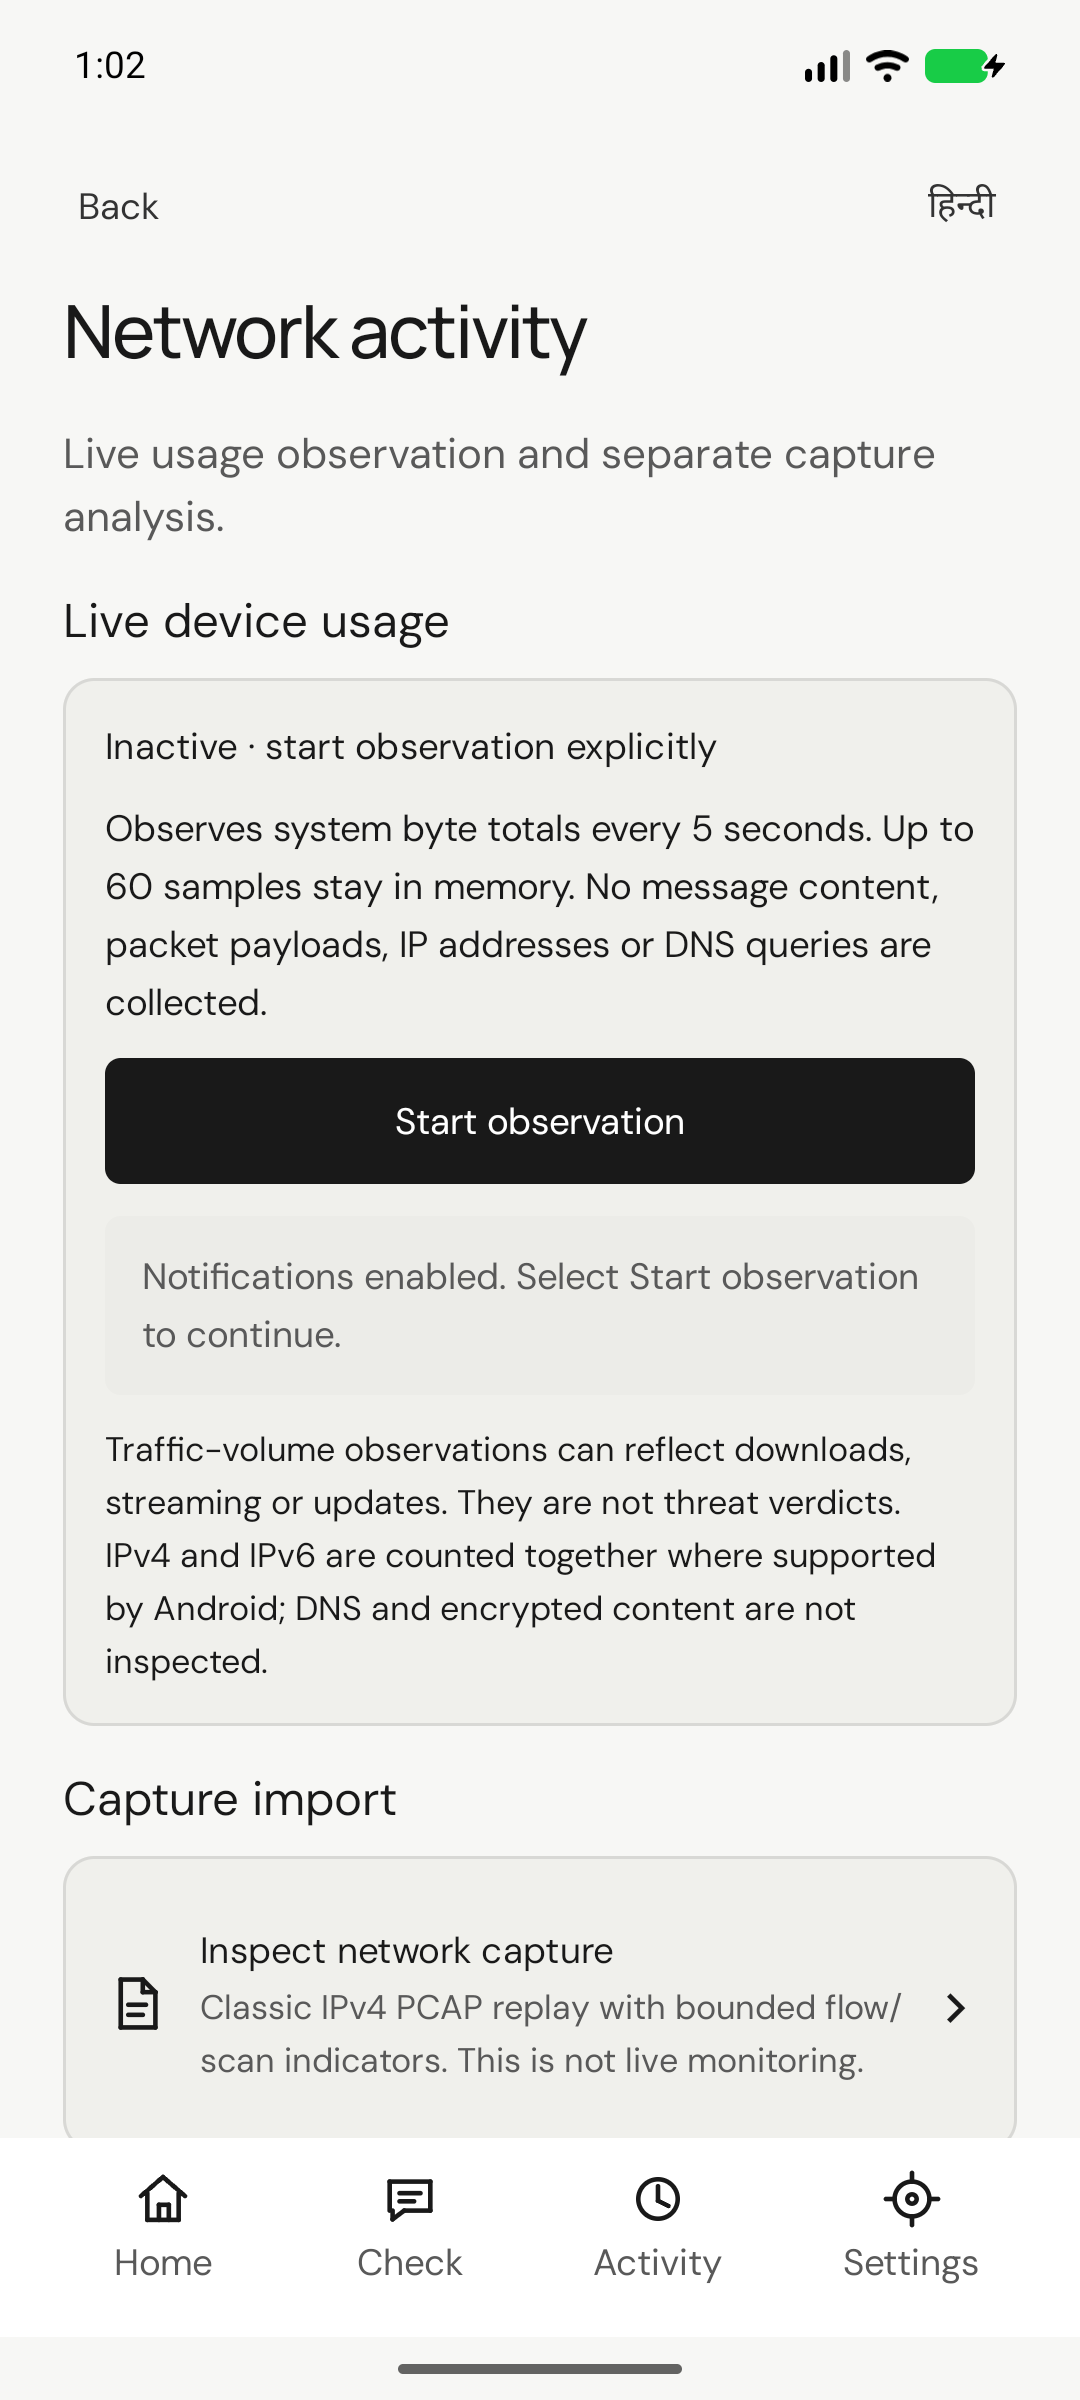 1:02
Back
हिन्दी
Network activity
Live usage observation and separate capture
analysis.
Live device usage
Inactive · start observation explicitly
Observes system byte totals every 5 seconds. Up to
60 samples stay in memory. No message content,
packet payloads, IP addresses or DNS queries are
collected.
Start observation
Notifications enabled. Select Start observation
to continue.
Traffic-volume observations can reflect downloads,
streaming or updates. They are not threat verdicts.
IPv4 and IPv6 are counted together where supported
by Android; DNS and encrypted content are not
inspected.
Capture import
Inspect network capture
Classic IPv4 PCAP replay with bounded flow/
scan indicators. This is not live monitoring.
Home
Check
Activity
Settings